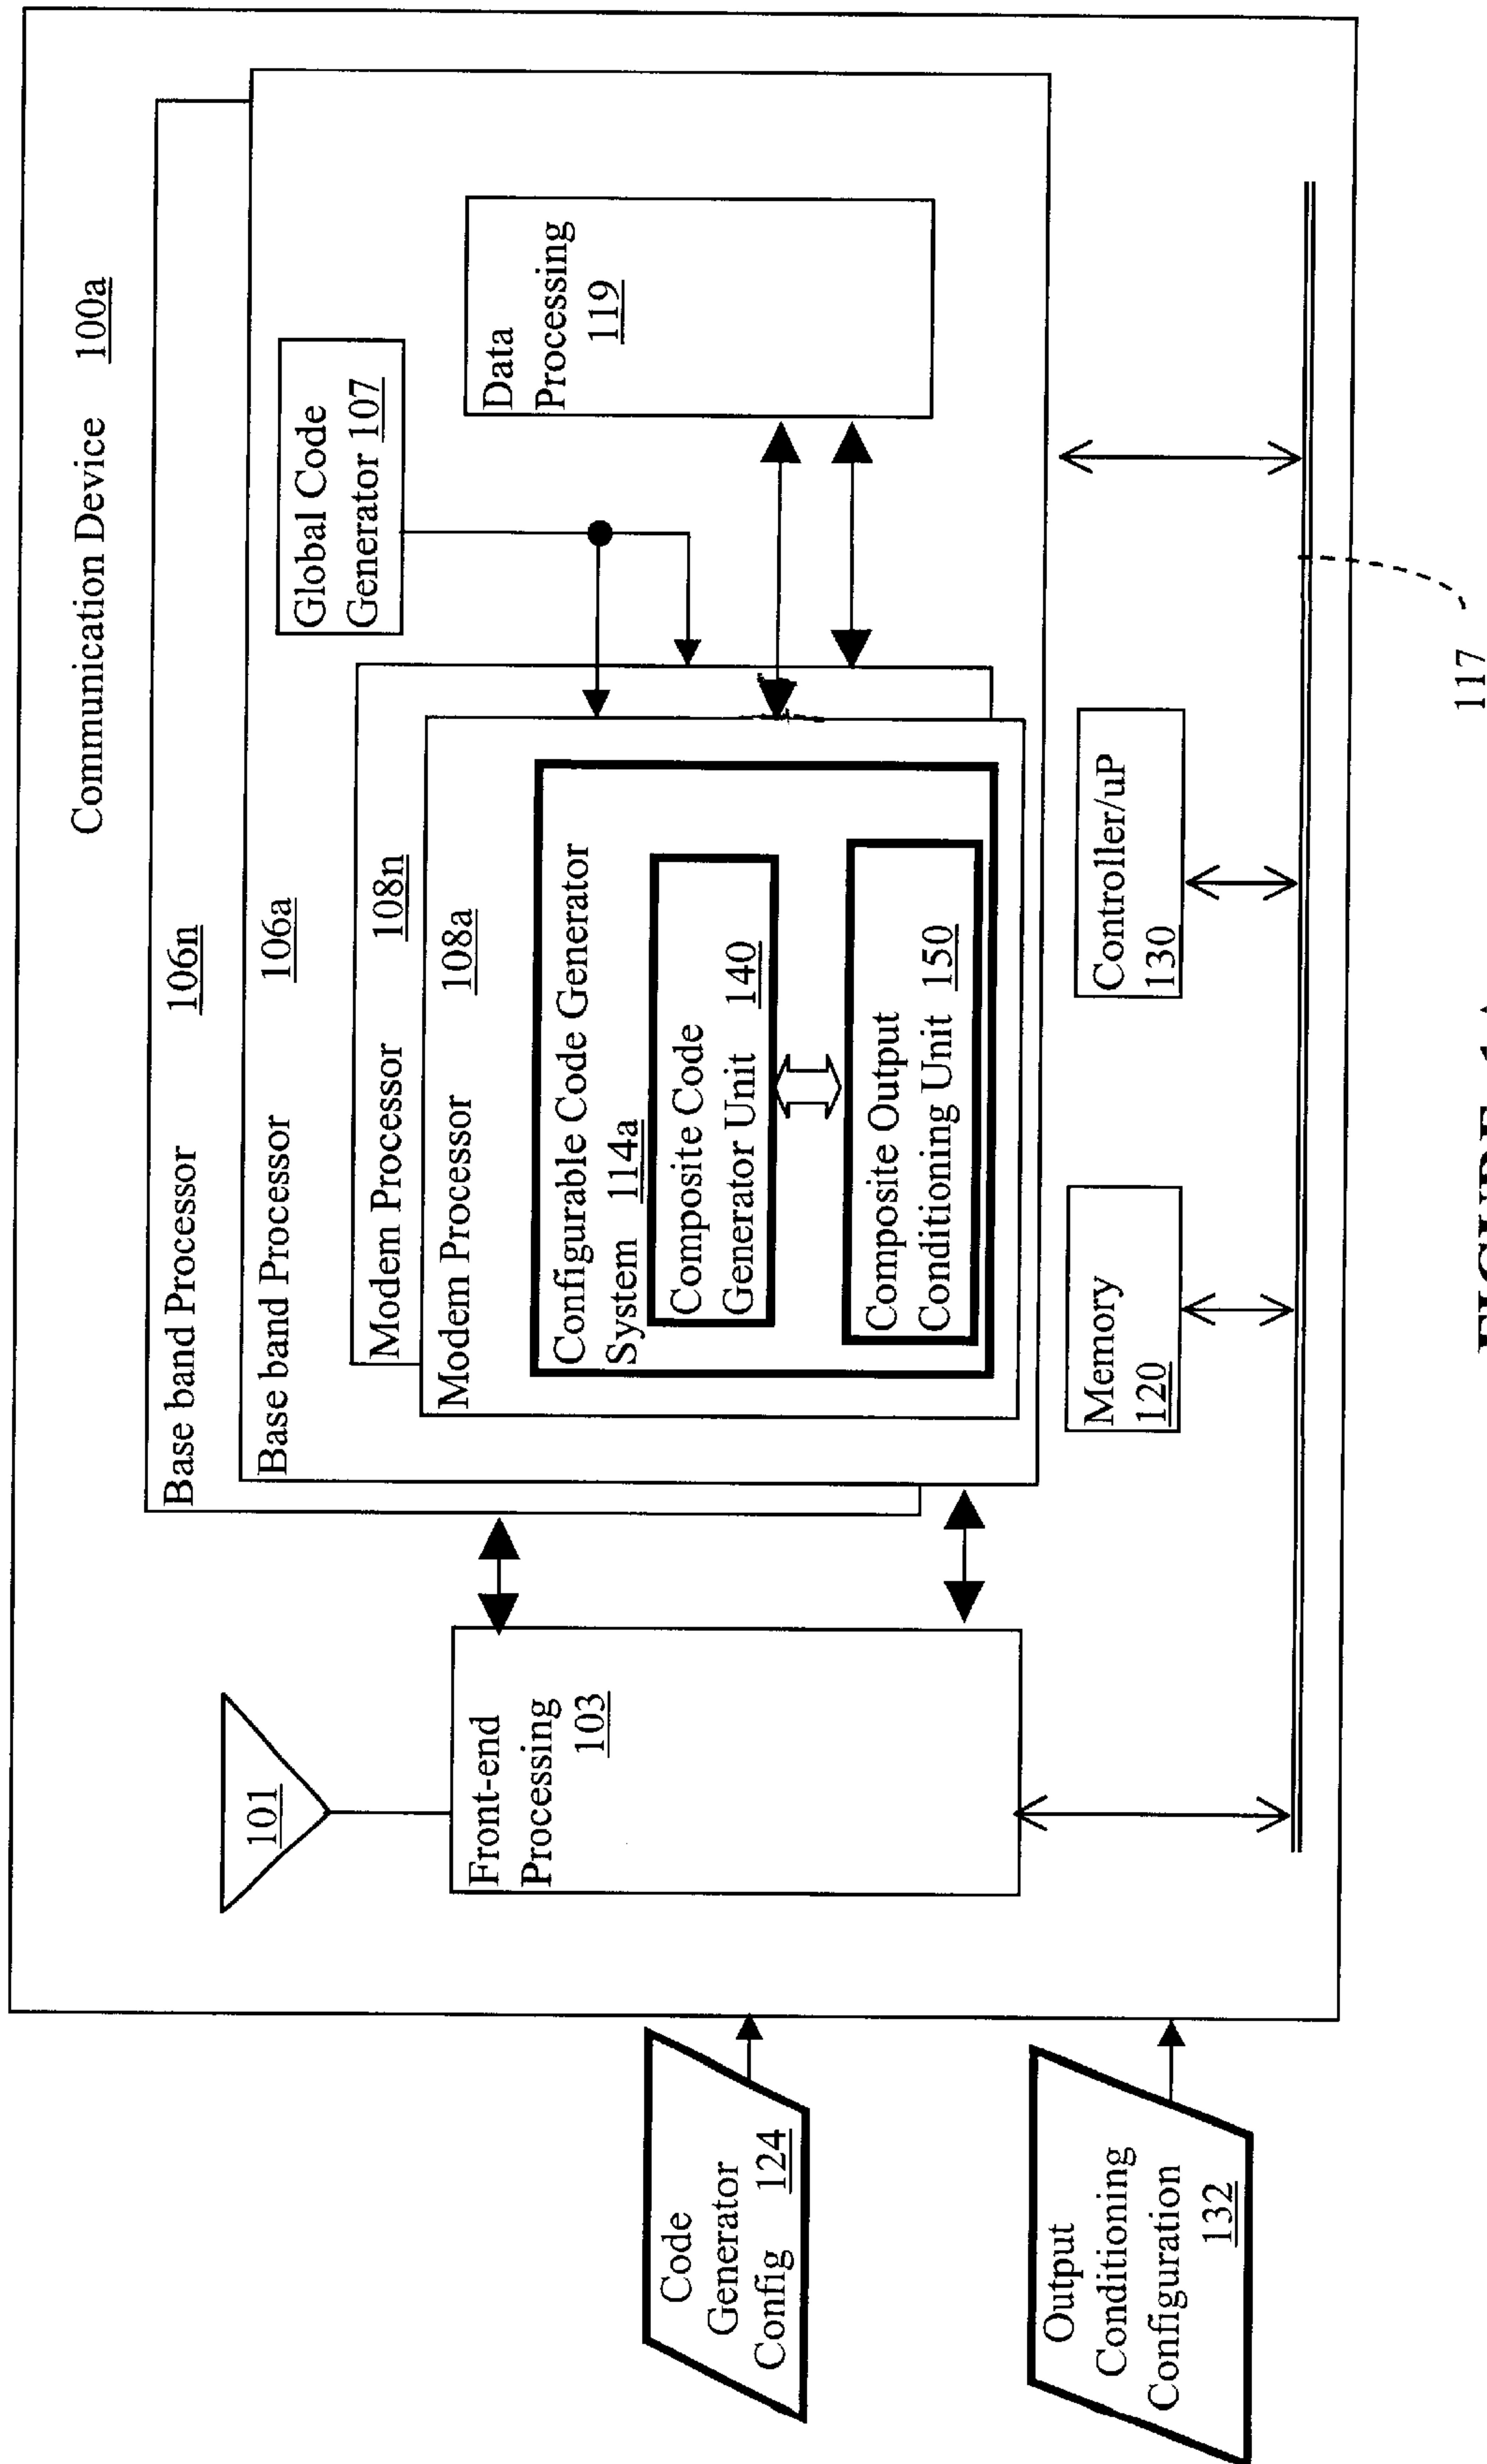 Communication Device 100a
Base band Processor 106n
Base band Processor 106a
Global Code
Generator 107
Modem Processor 108n
Modem Processor 108a
Configurable Code Generator
System 114a
Composite Code
Generator Unit 140
Composite Output
Conditioning Unit 150
Data
Processing
119
101
Front-end
Processing
103
Memory
120
Controller/uP
130
117
Code
Generator
Config 124
Output
Conditioning
Configuration
132